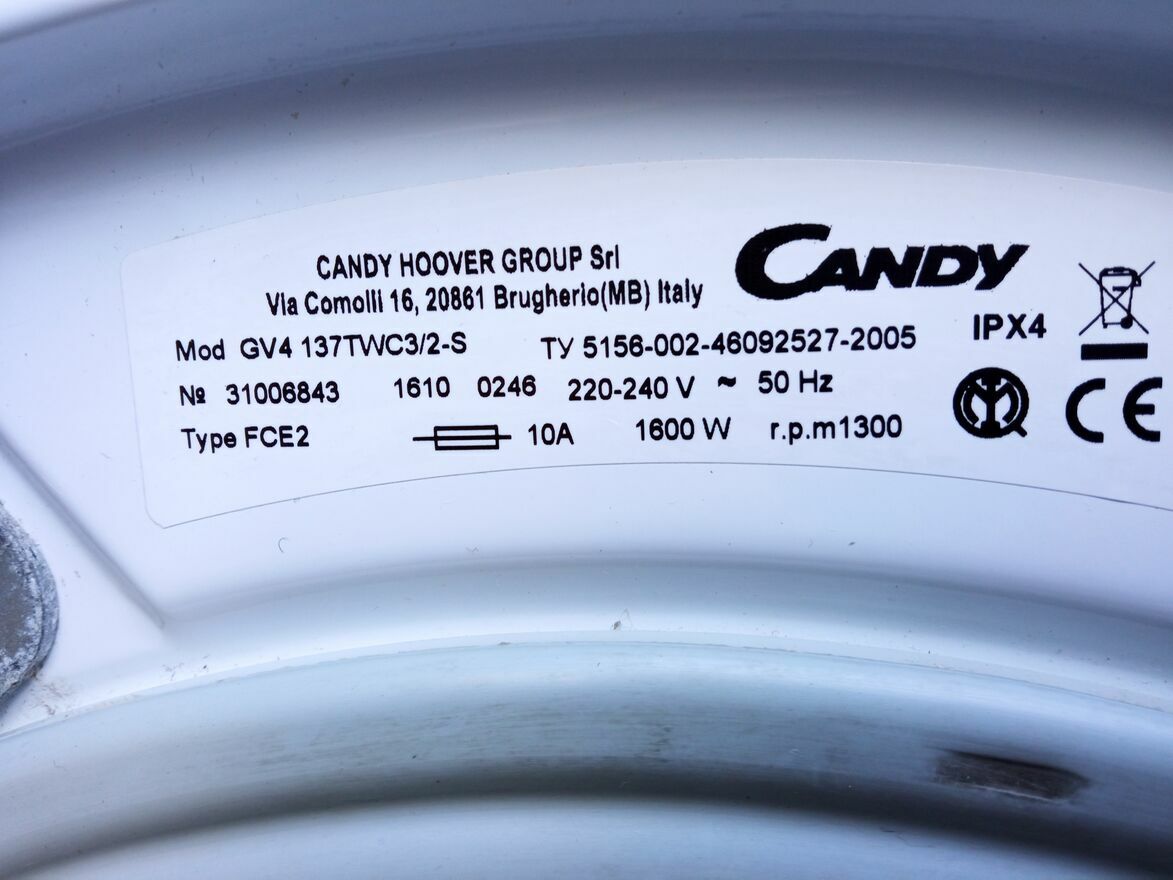 CANDY HOOVER GROUP Srl
Via Comolli 16, 20861 Brugherio(MB) Italy
CANDY
Mod GV4 137TWC3/2-S ТУ 5156-002-46092527-2005 IPX4
№ 31006843 1610 0246 220-240 V ~ 50 Hz
Type FCE2 10A 1600 W r.p.m1300
CE